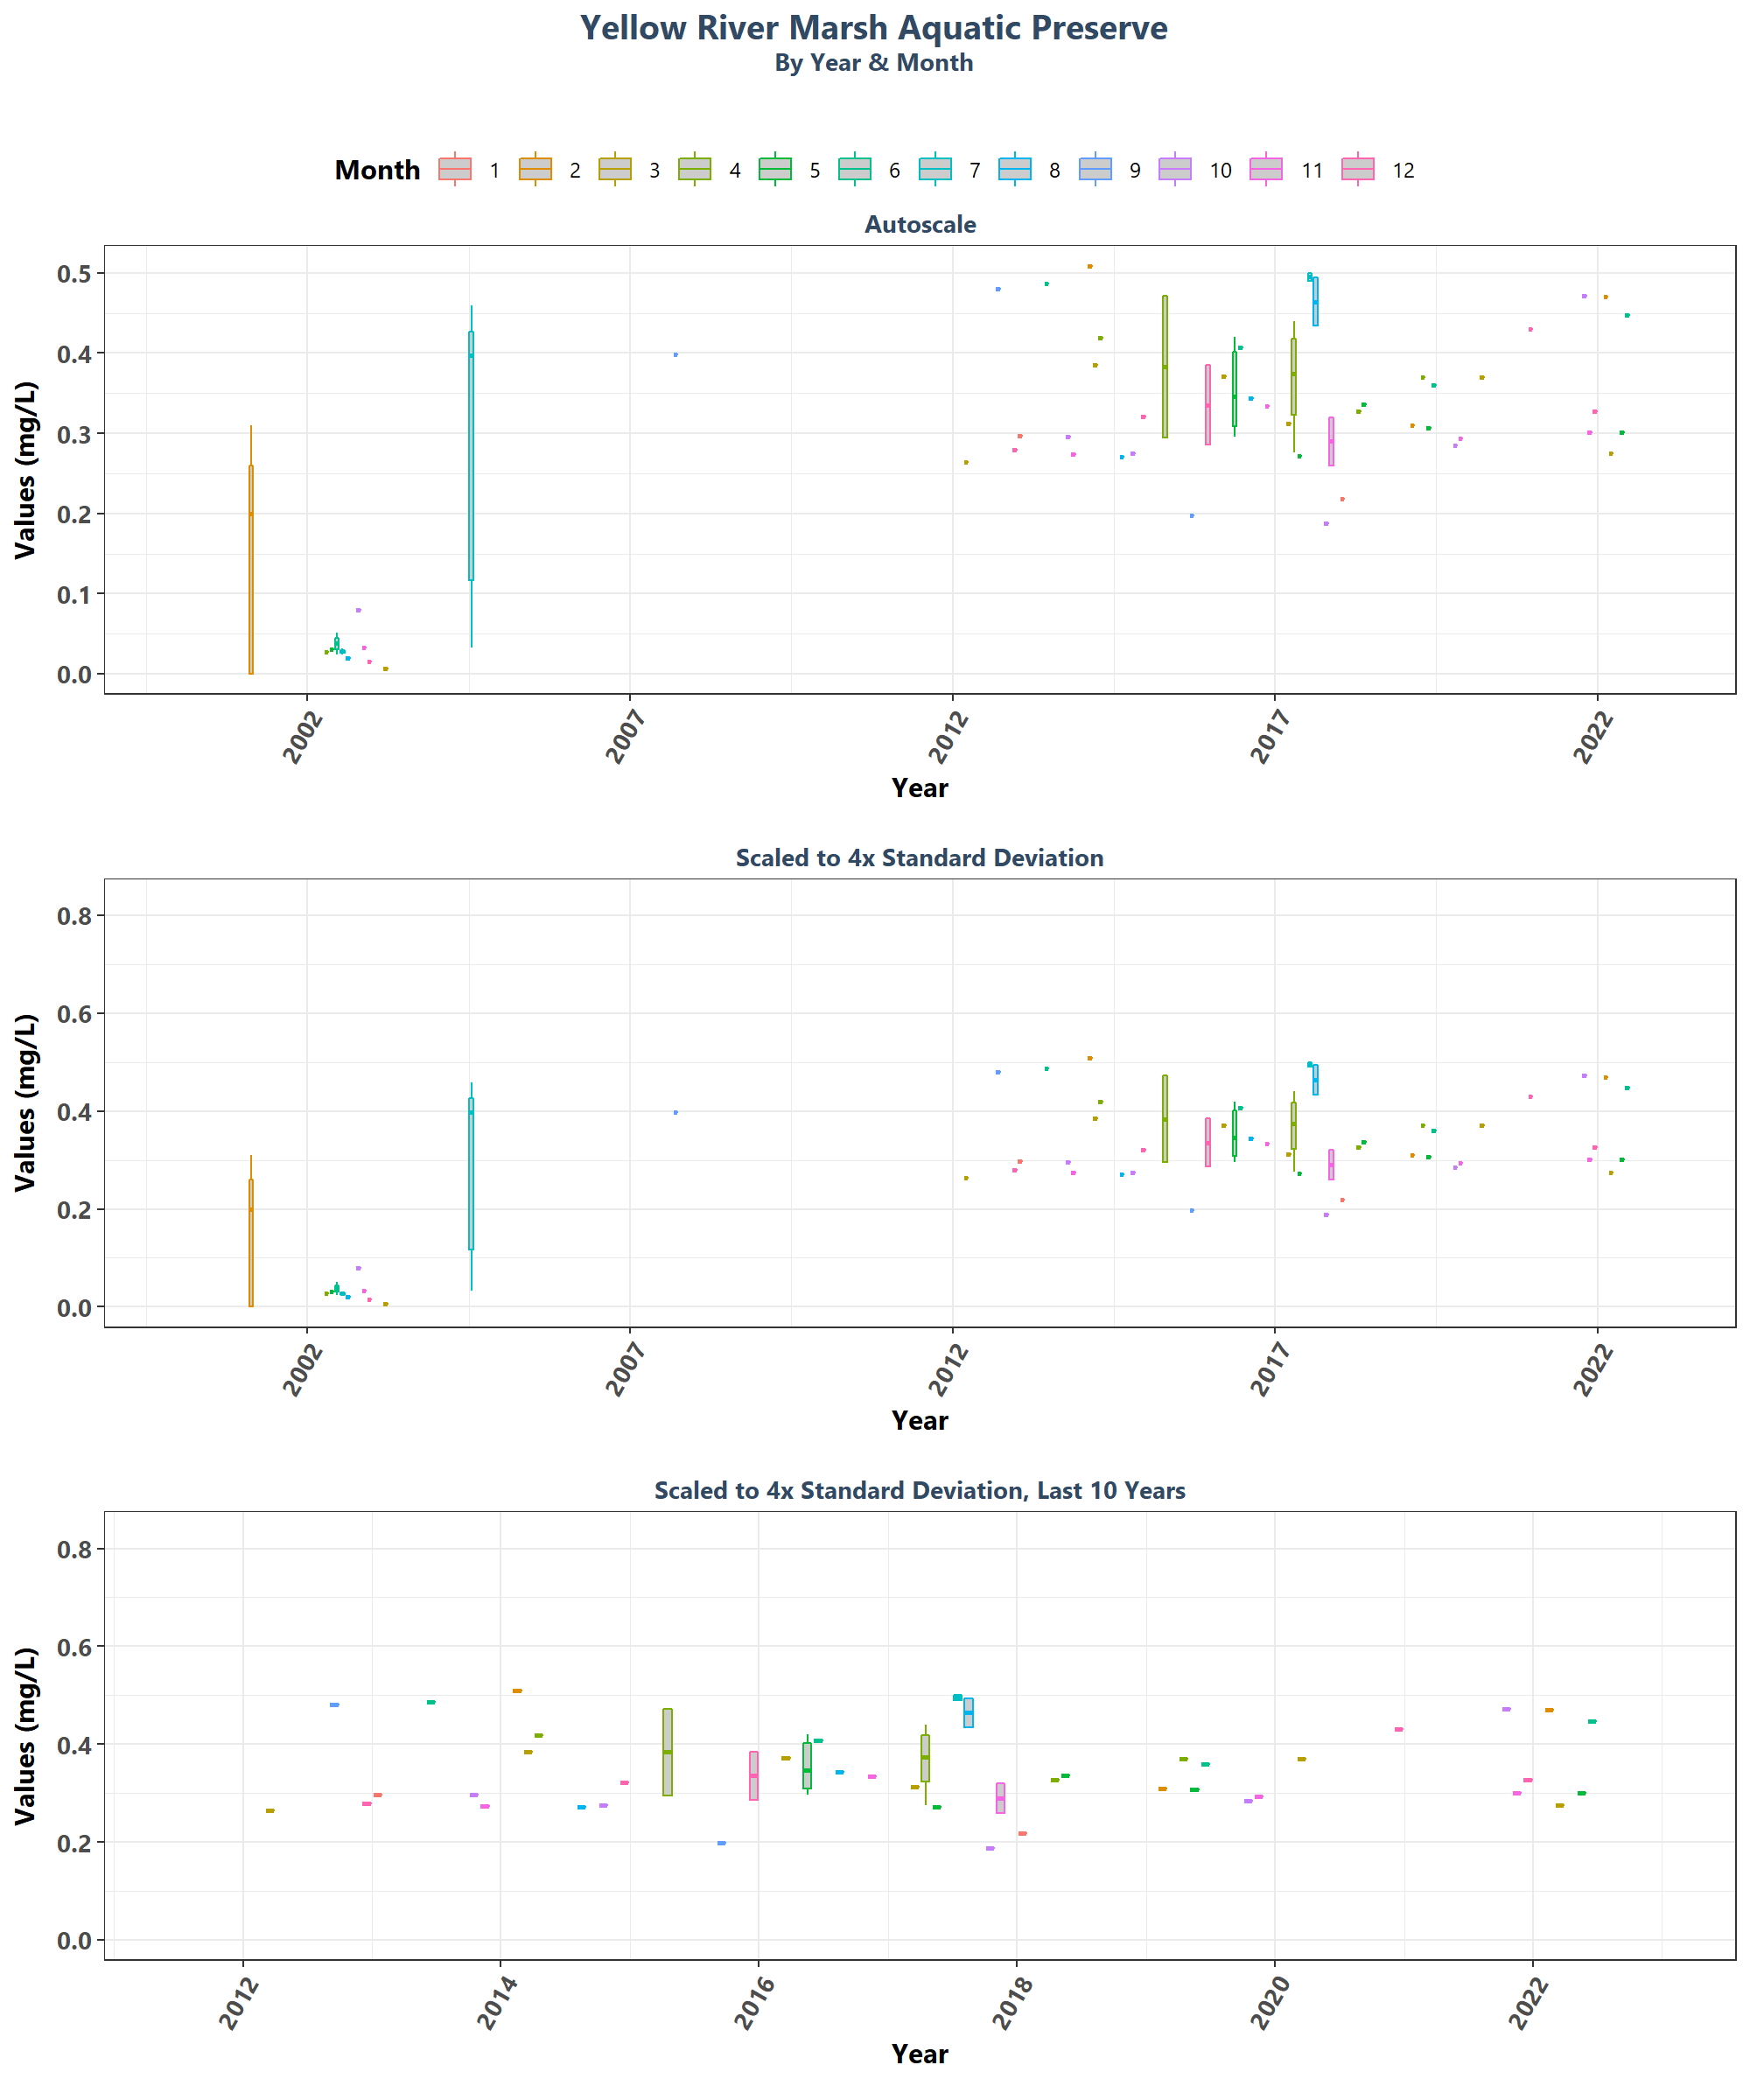 Yellow River Marsh Aquatic Preserve
By Year & Month
Month 1 2 3 4 5 6 7 8 9 10 11 12
Autoscale
Values (mg/L)
0.5
0.4
0.3
0.2
0.1
0.0
2002 2007 2012 2017 2022
Year
Scaled to 4x Standard Deviation
Values (mg/L)
0.8
0.6
0.4
0.2
0.0
2002 2007 2012 2017 2022
Year
Scaled to 4x Standard Deviation, Last 10 Years
Values (mg/L)
0.8
0.6
0.4
0.2
0.0
2012 2014 2016 2018 2020 2022
Year